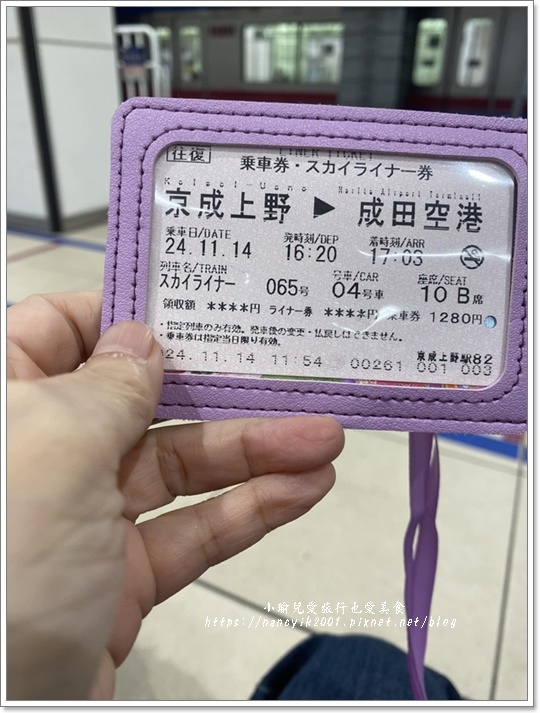 往復
LINER TICKET
乗車券・スカイライナー券
Keisei-Ueno Narita Airport Terminal1
京成上野 ▶ 成田空港
乗車日/DATE 発時刻/DEP 着時刻/ARR
24.11.14 16:20 17:03
列車名/TRAIN 号車/CAR 座席/SEAT
スカイライナー 065号 04号車 10 B席
領収額 ****円 ライナー券 ****円 乗車券 1280円
・指定列車のみ有効。発車後の変更・払戻しはできません。
・乗車券は指定当日限り有効。
京成上野駅82
024.11.14 11:54 00261 001 003
小瑜兒愛旅行也愛美食
https://nancyik2001.pixnet.net/blog